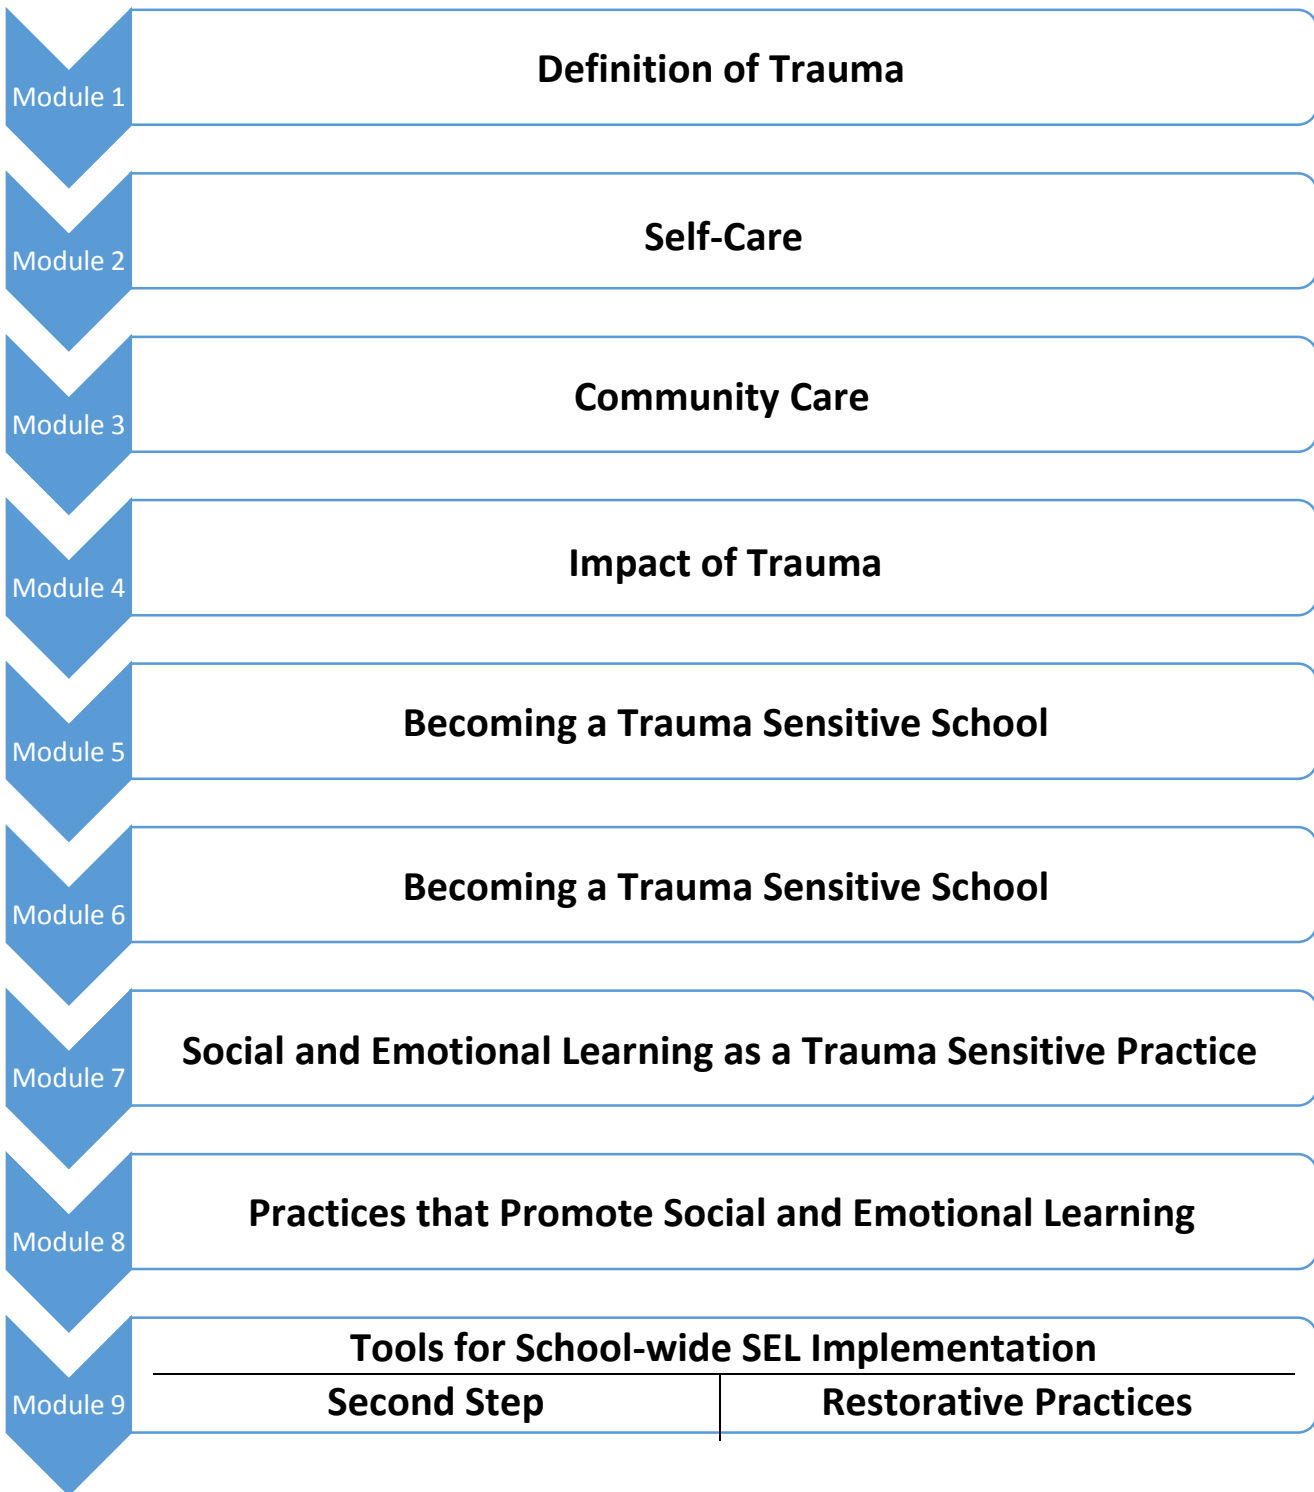 Module 1
Definition of Trauma
Module 2
Self-Care
Module 3
Community Care
Module 4
Impact of Trauma
Module 5
Becoming a Trauma Sensitive School
Module 6
Becoming a Trauma Sensitive School
Module 7
Social and Emotional Learning as a Trauma Sensitive Practice
Module 8
Practices that Promote Social and Emotional Learning
Module 9
Tools for School-wide SEL Implementation
Second Step
Restorative Practices